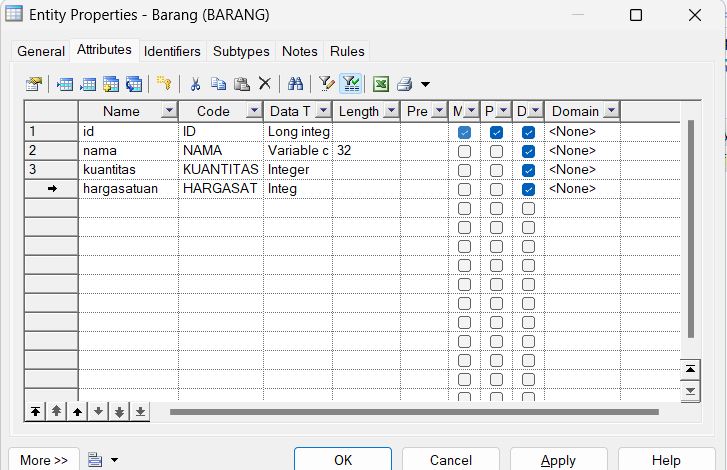 Entity Properties - Barang (BARANG)
General Attributes Identifiers Subtypes Notes Rules
Name Code Data T Length Pre M P D Domain
1 id ID Long integ <None>
2 nama NAMA Variable c 32 <None>
3 kuantitas KUANTITAS Integer <None>
hargasatuan HARGASAT Integ <None>
More >> OK Cancel Apply Help